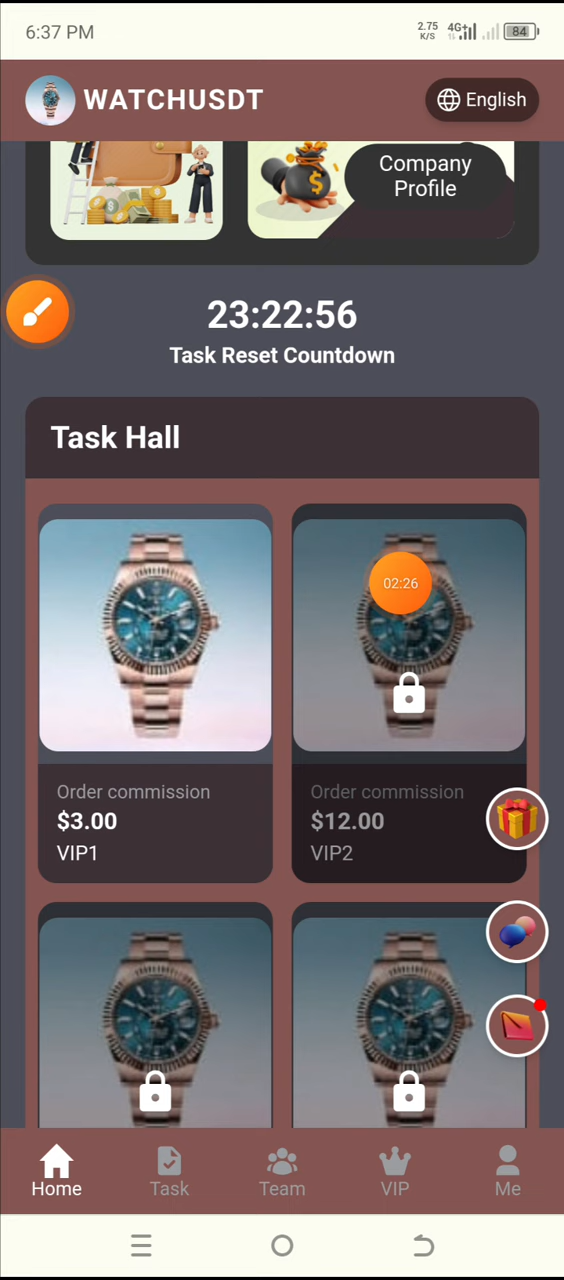 6:37 PM
2.75 K/S
4G+
84
WATCHUSDT
English
Company
Profile
23:22:56
Task Reset Countdown
Task Hall
02:26
Order commission
$3.00
VIP1
Order commission
$12.00
VIP2
Home
Task
Team
VIP
Me